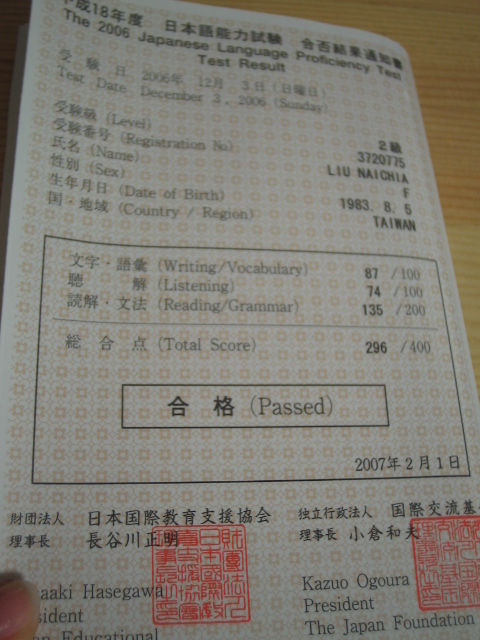 平成18年度 日本語能力試験 合否結果通知書
The 2006 Japanese Language Proficiency Test
Test Result
受 験 日 2006年 12月 3日 (日曜日)
Test Date December 3, 2006 (Sunday)
受験級 (Level) 2級
受験番号 (Registration No) 3720775
氏名 (Name) LIU NAICHIA
性別 (Sex) F
生年月日 (Date of Birth) 1983. 8. 5
国・地域 (Country / Region) TAIWAN
文字・語彙 (Writing/Vocabulary) 87 /100
聴 解 (Listening) 74 /100
読解・文法 (Reading/Grammar) 135 /200
総 合 点 (Total Score) 296 /400
合 格 (Passed)
2007年2月1日
財団法人 日本国際教育支援協会
理事長 長谷川正明
独立行政法人 国際交流基
理事長 小倉和夫
aaki Hasegawa
sident
an Educational
Kazuo Ogoura
President
The Japan Foundation